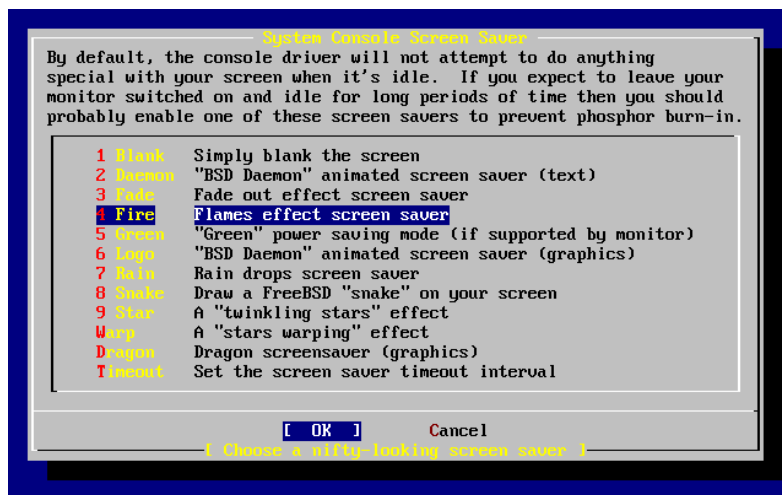 System Console Screen Saver
By default, the console driver will not attempt to do anything
special with your screen when it's idle.  If you expect to leave your
monitor switched on and idle for long periods of time then you should
probably enable one of these screen savers to prevent phosphor burn-in.
1 Blank    Simply blank the screen
2 Daemon   "BSD Daemon" animated screen saver (text)
3 Fade     Fade out effect screen saver
4 Fire     Flames effect screen saver
5 Green    "Green" power saving mode (if supported by monitor)
6 Logo     "BSD Daemon" animated screen saver (graphics)
7 Rain     Rain drops screen saver
8 Snake    Draw a FreeBSD "snake" on your screen
9 Star     A "twinkling stars" effect
Warp       A "stars warping" effect
Dragon     Dragon screensaver (graphics)
Timeout    Set the screen saver timeout interval
[  OK  ]       Cancel
[ Choose a nifty-looking screen saver ]